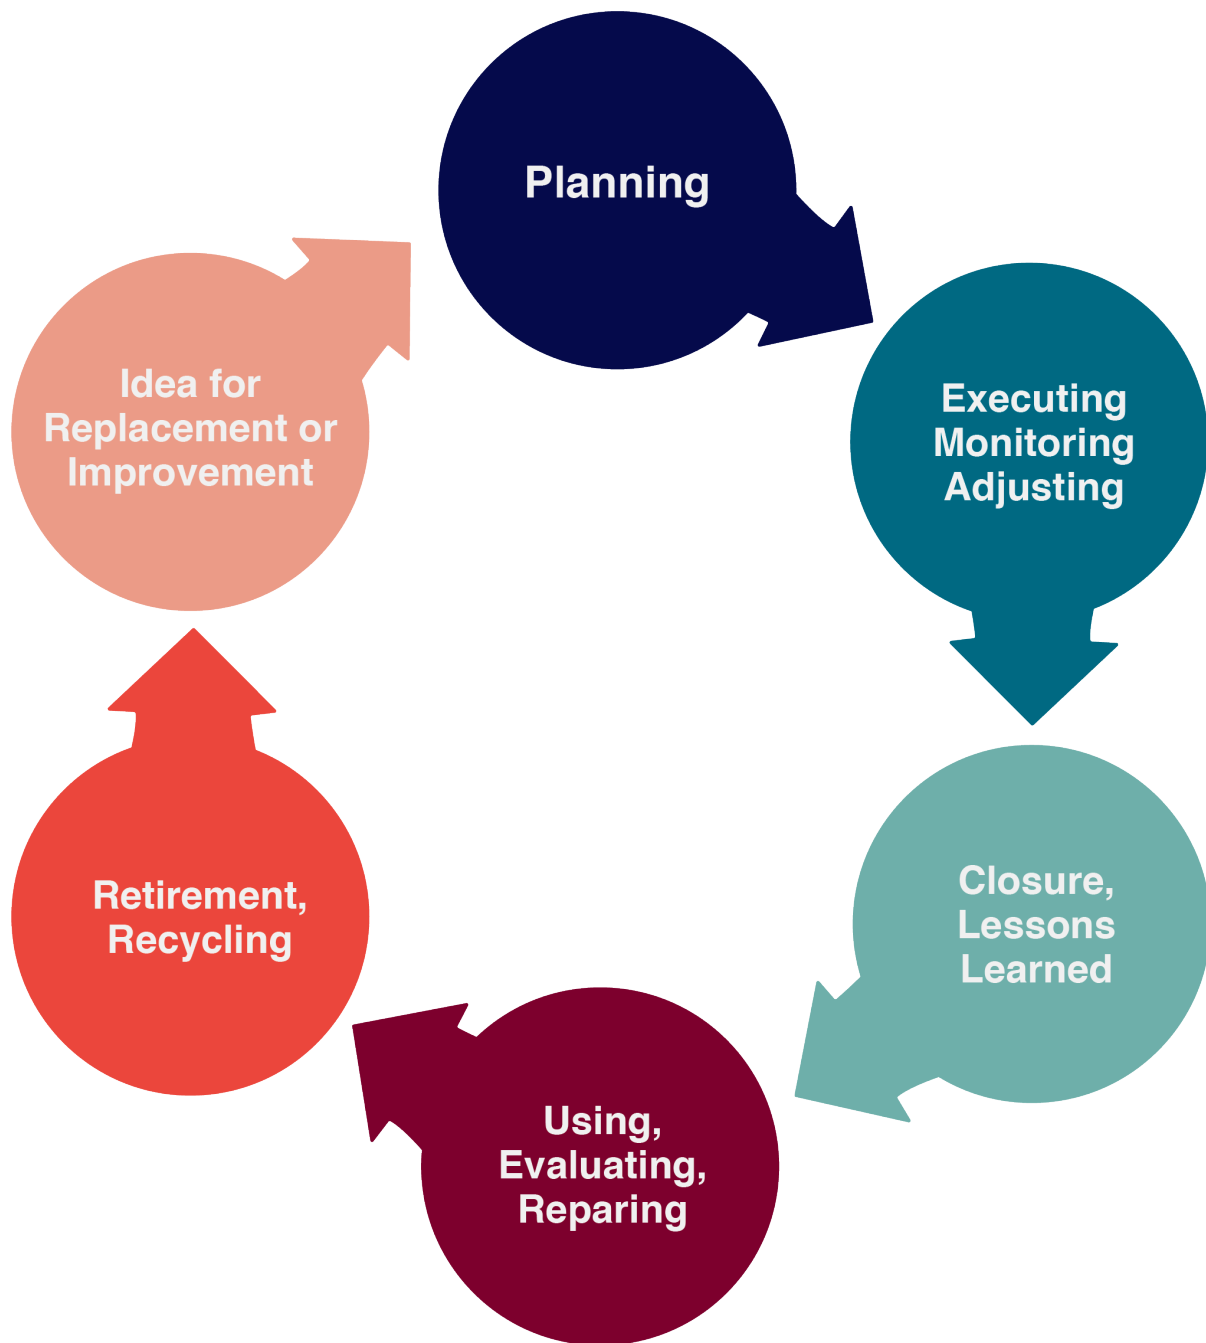 Planning
Executing
Monitoring
Adjusting
Closure,
Lessons
Learned
Using,
Evaluating,
Reparing
Retirement,
Recycling
Idea for
Replacement or
Improvement